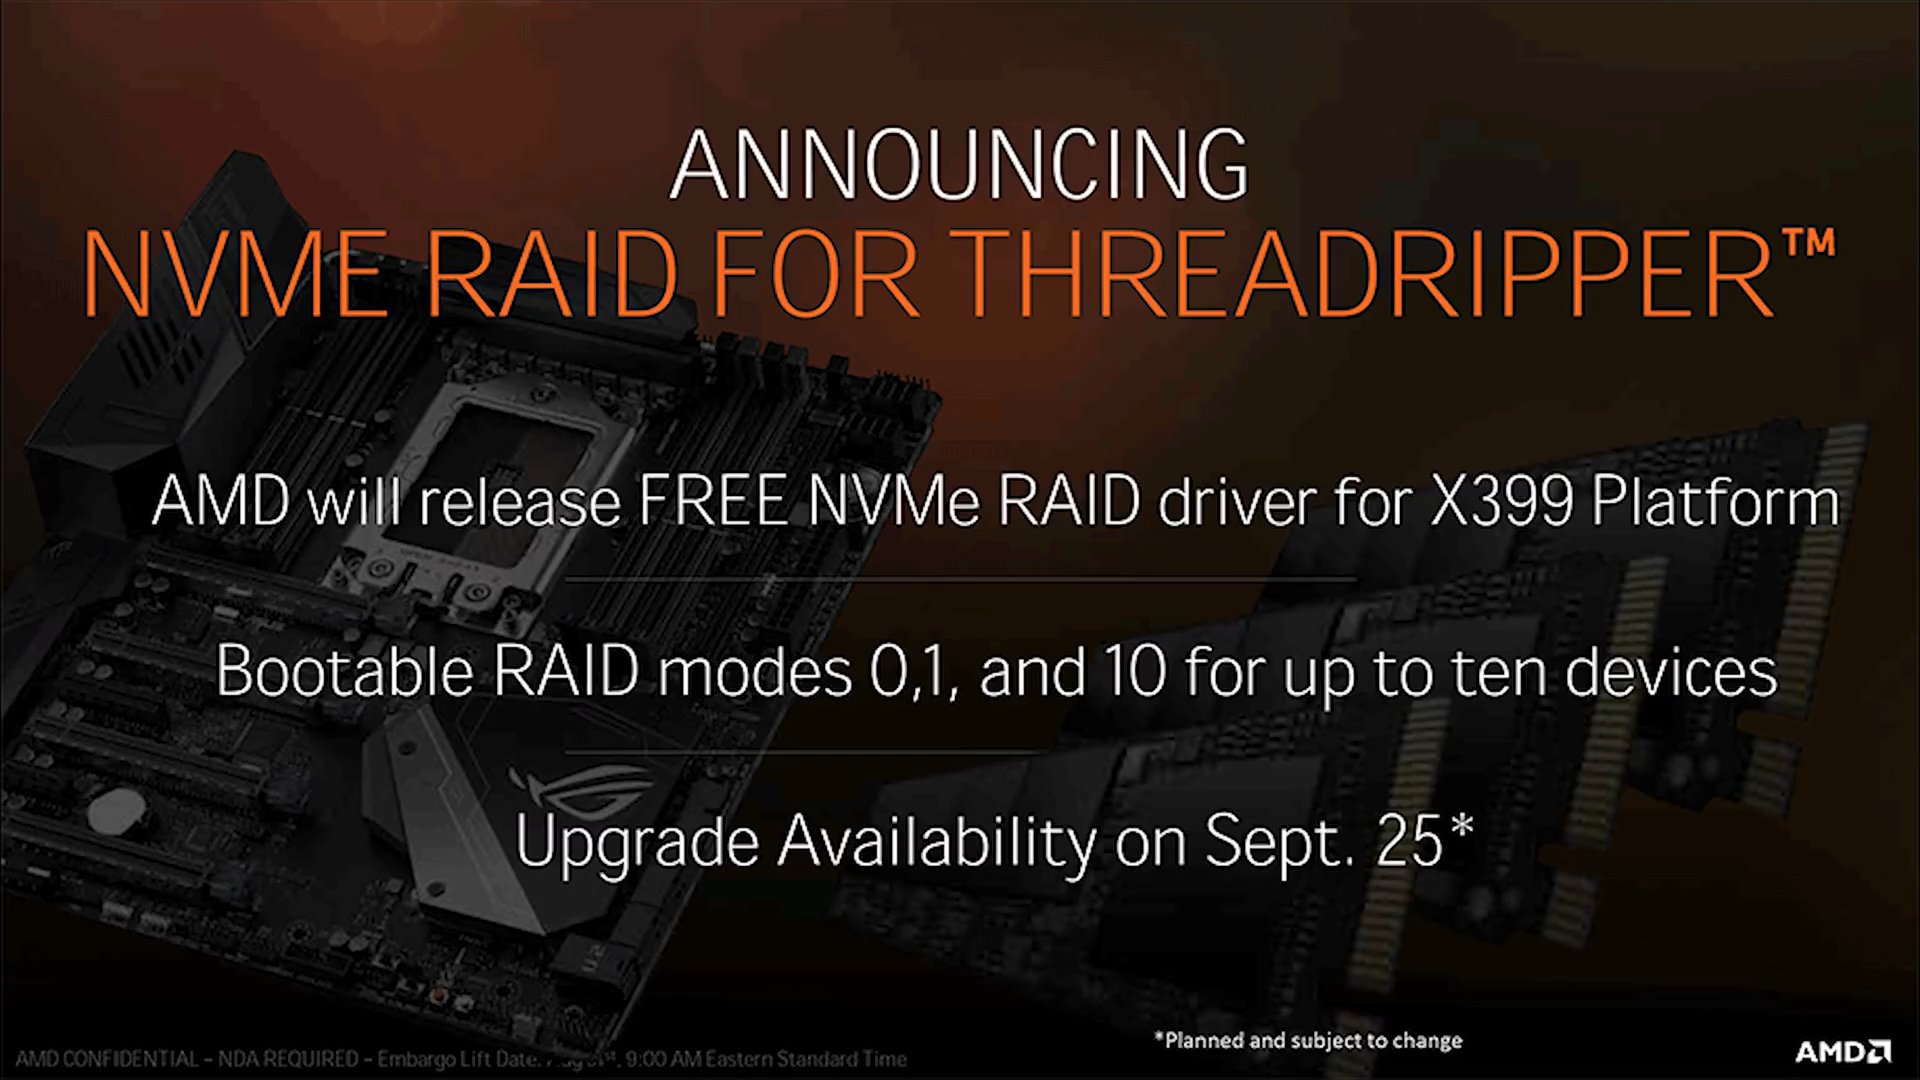 ANNOUNCING
NVME RAID FOR THREADRIPPER™
AMD will release FREE NVMe RAID driver for X399 Platform
Bootable RAID modes 0,1, and 10 for up to ten devices
Upgrade Availability on Sept. 25*
*Planned and subject to change
AMD CONFIDENTIAL – NDA REQUIRED – Embargo Lift Date: 9:00 AM Eastern Standard Time
AMD